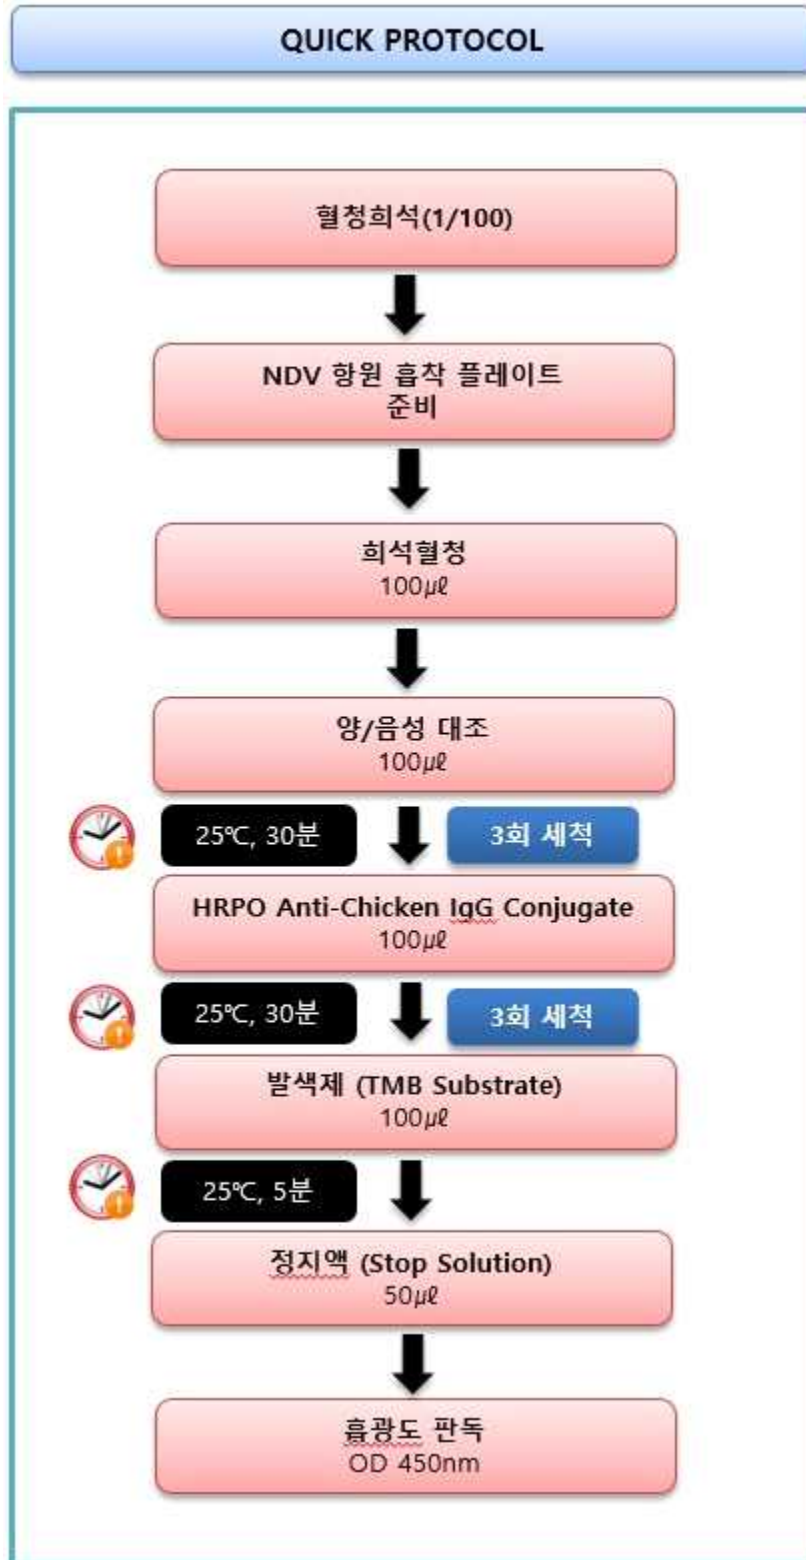 QUICK PROTOCOL
혈청희석(1/100)
NDV 항원 흡착 플레이트
준비
희석혈청
100㎕
양/음성 대조
100㎕
25℃, 30분
3회 세척
HRPO Anti-Chicken IgG Conjugate
100㎕
25℃, 30분
3회 세척
발색제 (TMB Substrate)
100㎕
25℃, 5분
정지액 (Stop Solution)
50㎕
흡광도 판독
OD 450nm